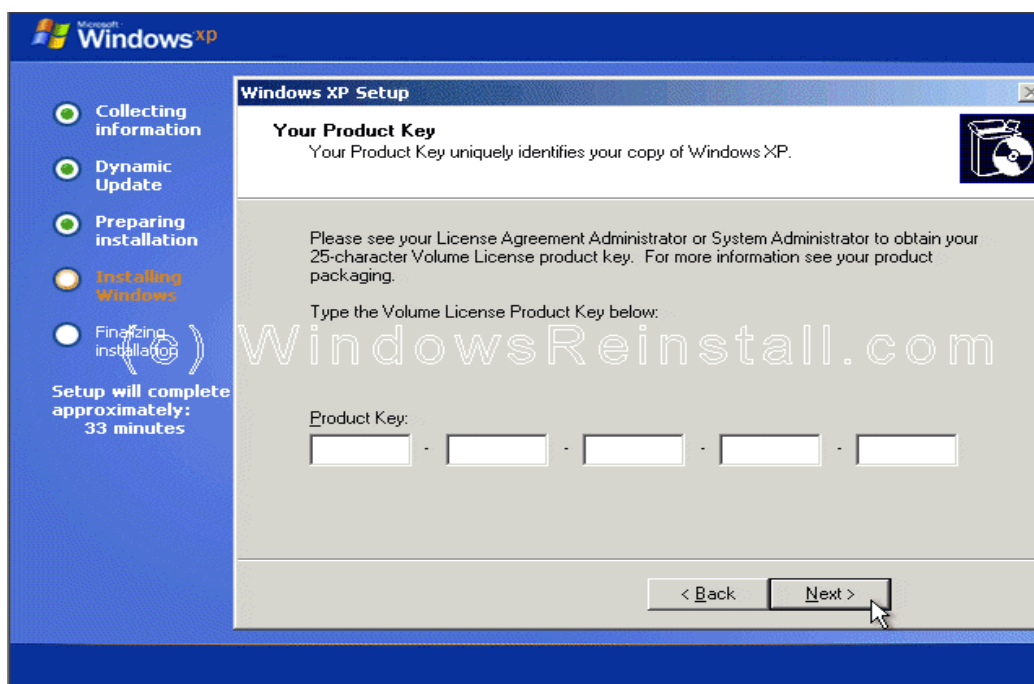 Microsoft
Windows xp
Collecting
information
Dynamic
Update
Preparing
installation
Installing
Windows
Finalizing
installation
Setup will complete
approximately:
33 minutes
Windows XP Setup
Your Product Key
Your Product Key uniquely identifies your copy of Windows XP.
Please see your License Agreement Administrator or System Administrator to obtain your
25-character Volume License product key. For more information see your product
packaging.
Type the Volume License Product Key below:
(c) WindowsReinstall.com
Product Key:
- - - -
< Back Next >